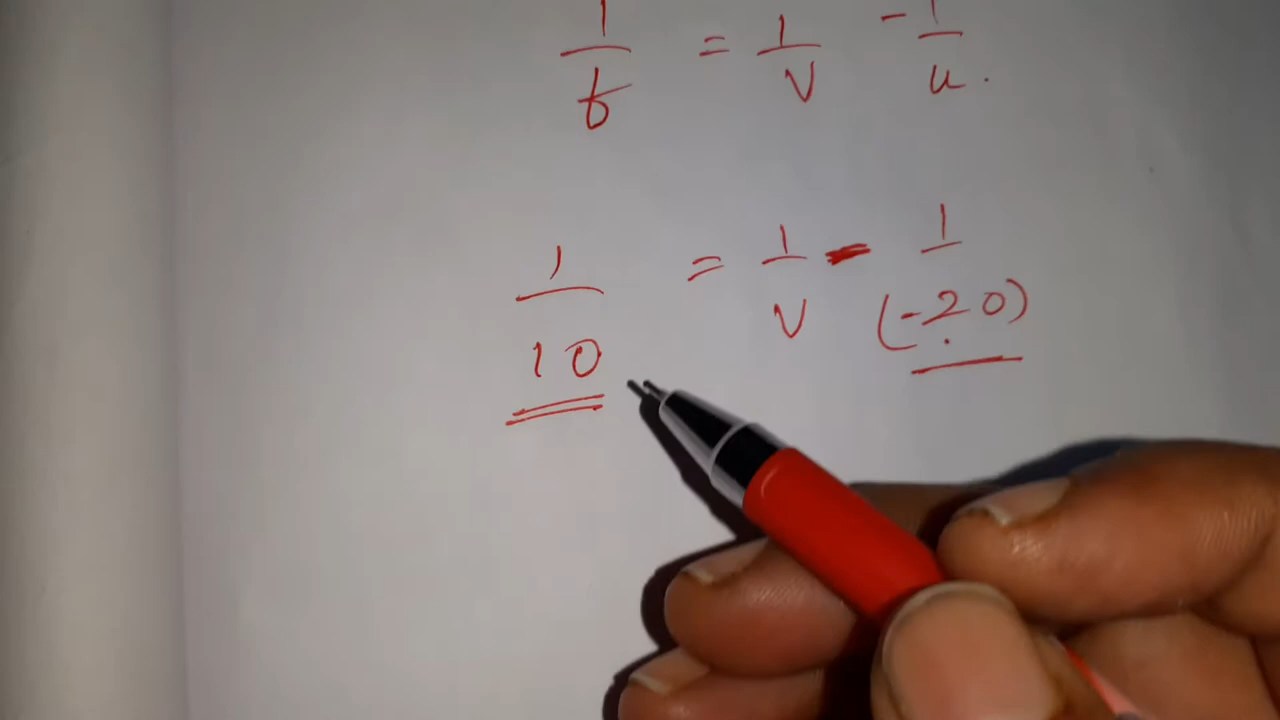 1/f = 1/v - 1/u.
1/10 = 1/v - 1/(-20)